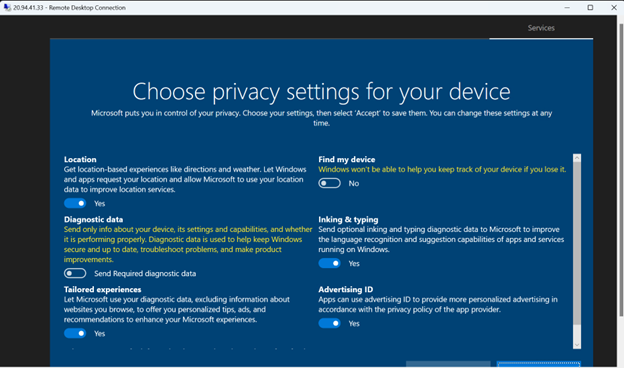 20.94.41.33 - Remote Desktop Connection
Services
Choose privacy settings for your device
Microsoft puts you in control of your privacy. Choose your settings, then select 'Accept' to save them. You can change these settings at any
time.
Location
Get location-based experiences like directions and weather. Let Windows
and apps request your location and allow Microsoft to use your location
data to improve location services.
Yes
Find my device
Windows won't be able to help you keep track of your device if you lose it.
No
Diagnostic data
Send only info about your device, its settings and capabilities, and whether
it is performing properly. Diagnostic data is used to help keep Windows
secure and up to date, troubleshoot problems, and make product
improvements.
Send Required diagnostic data
Inking & typing
Send optional inking and typing diagnostic data to Microsoft to improve
the language recognition and suggestion capabilities of apps and services
running on Windows.
Yes
Tailored experiences
Let Microsoft use your diagnostic data, excluding information about
websites you browse, to offer you personalized tips, ads, and
recommendations to enhance your Microsoft experiences.
Yes
Advertising ID
Apps can use advertising ID to provide more personalized advertising in
accordance with the privacy policy of the app provider.
Yes